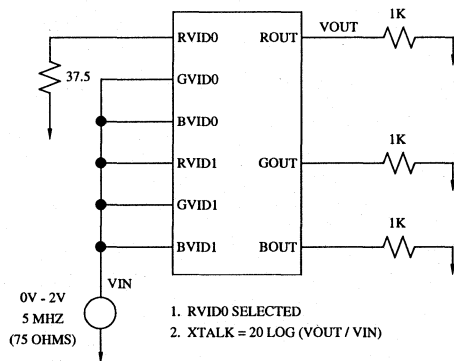 1K
RVID0 ROUT VOUT
37.5
GVID0
BVID0
1K
RVID1 GOUT
GVID1
1K
BVID1 BOUT
VIN
0V - 2V
5 MHZ
(75 OHMS)
1. RVID0 SELECTED
2. XTALK = 20 LOG (VOUT / VIN)